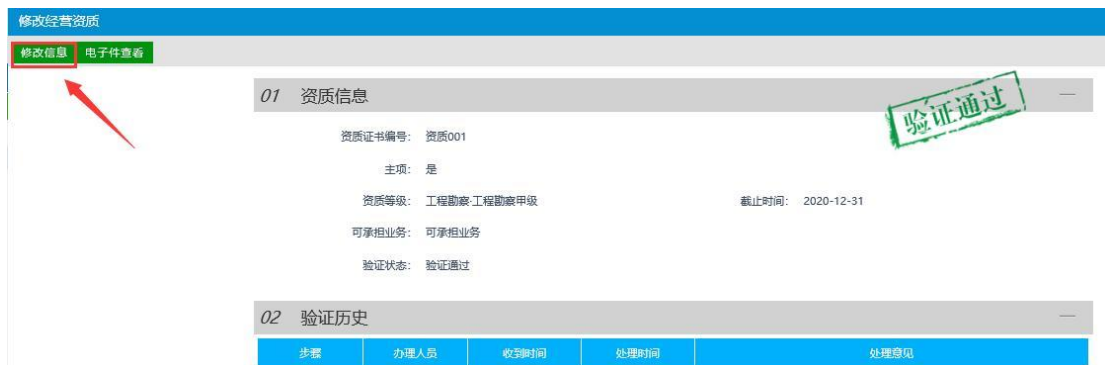 修改经营资质
修改信息 电子件查看
01 资质信息
验证通过
资质证书编号： 资质001
主项： 是
资质等级： 工程勘察·工程勘察甲级 截止时间： 2020-12-31
可承担业务： 可承担业务
验证状态： 验证通过
02 验证历史
步骤 办理人员 收到时间 处理时间 处理意见